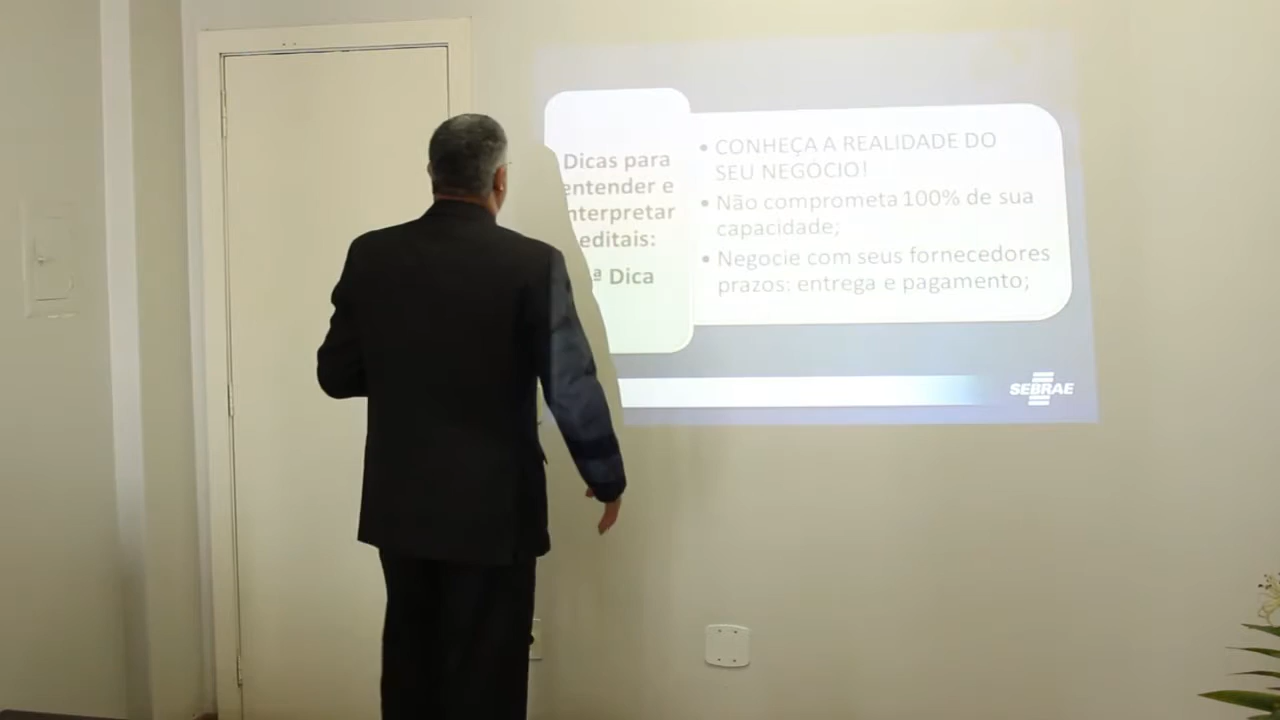 Dicas para
entender e
nterpretar
editais:
ª Dica
• CONHEÇA A REALIDADE DO
SEU NEGÓCIO!
• Não comprometa 100% de sua
capacidade;
• Negocie com seus fornecedores
prazos: entrega e pagamento;
SEBRAE